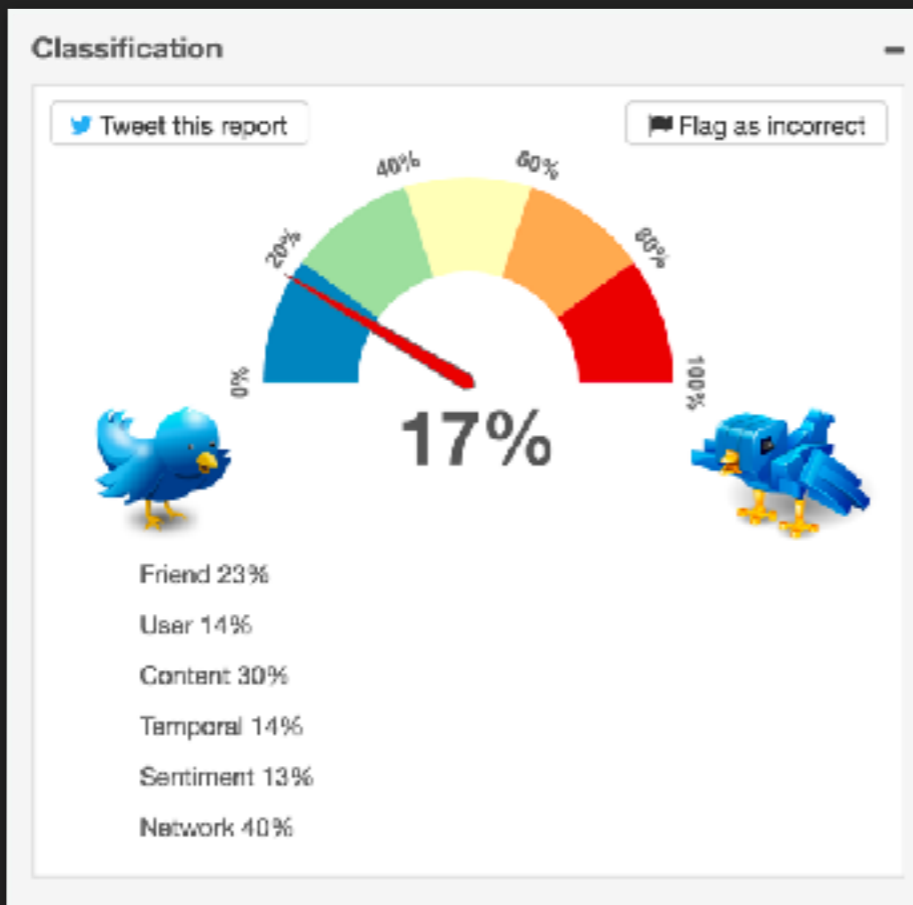 Classification
Tweet this report
Flag as incorrect
40%
60%
20%
80%
0%
100%
17%
Friend 23%
User 14%
Content 30%
Temporal 14%
Sentiment 13%
Network 40%